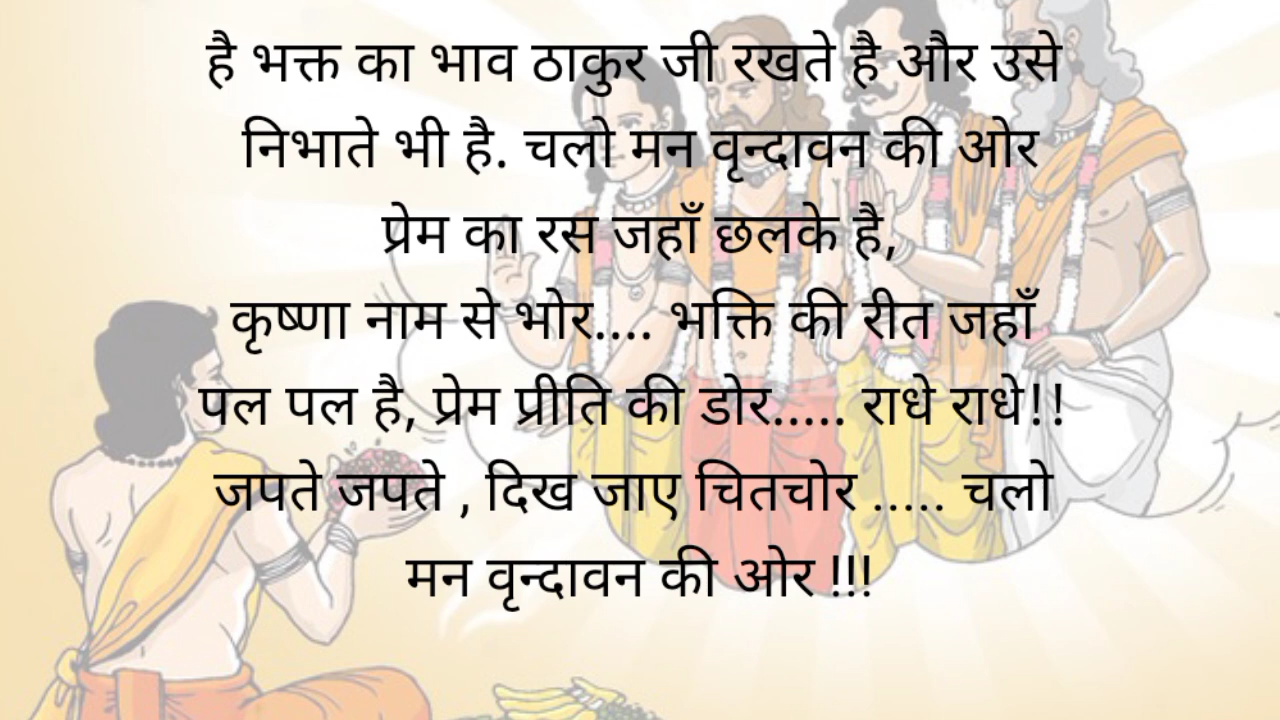 है भक्त का भाव ठाकुर जी रखते है और उसे
निभाते भी है. चलो मन वृन्दावन की ओर
प्रेम का रस जहाँ छलके है,
कृष्णा नाम से भोर.... भक्ति की रीत जहाँ
पल पल है, प्रेम प्रीति की डोर..... राधे राधे!!
जपते जपते , दिख जाए चितचोर ..... चलो
मन वृन्दावन की ओर !!!